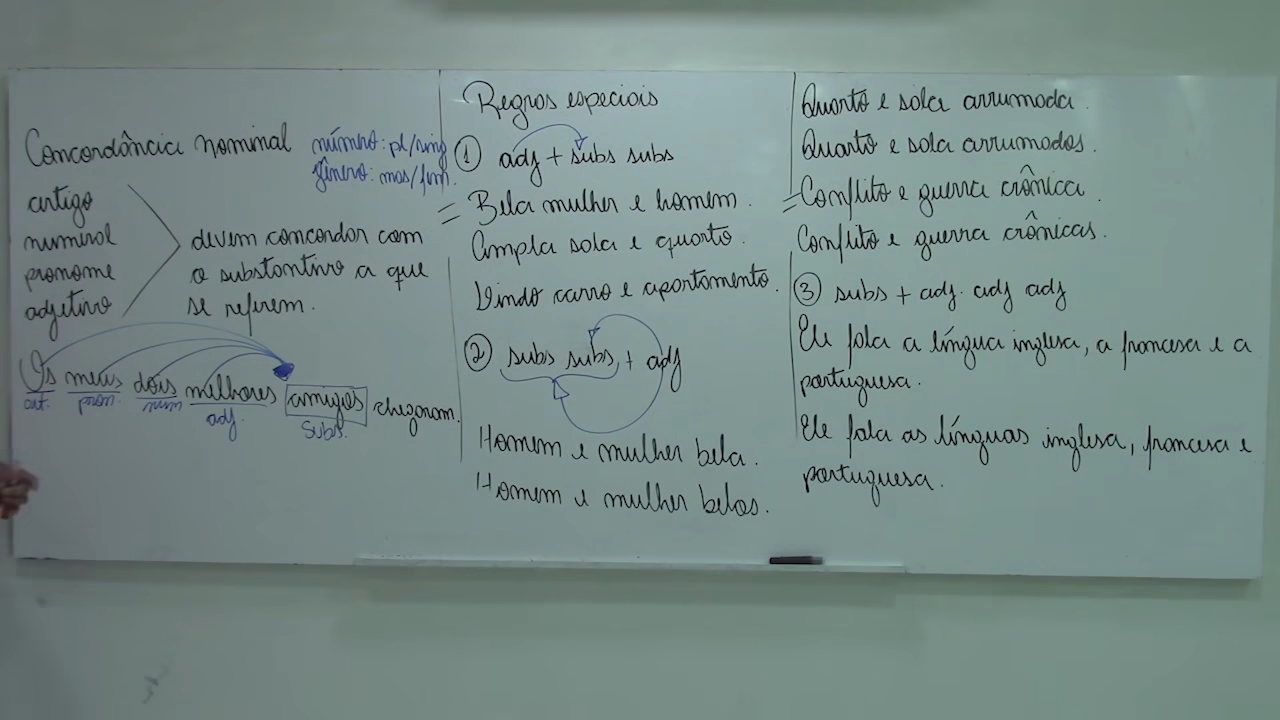 Concordância nominal
número: pl/sing
gênero: mas/fem.
artigo
numeral
pronome
adjetivo
devem concordar com
o substantivo a que
se referem.
Os meus dois melhores amigos chegaram.
art. pron. num adj. Subs.
Regras especiais
① adj + subs subs
Bela mulher e homem.
Ampla sala e quarto.
Lindo carro e apartamento.
② subs subs + adj
Homem e mulher bela.
Homem e mulher belos.
Quarto e sala arrumada.
Quarto e sala arrumados.
Conflito e guerra crônica.
Conflito e guerra crônicas.
③ subs + adj. adj adj
Ele fala a língua inglesa, a francesa e a
portuguesa.
Ele fala as línguas inglesa, francesa e
portuguesa.